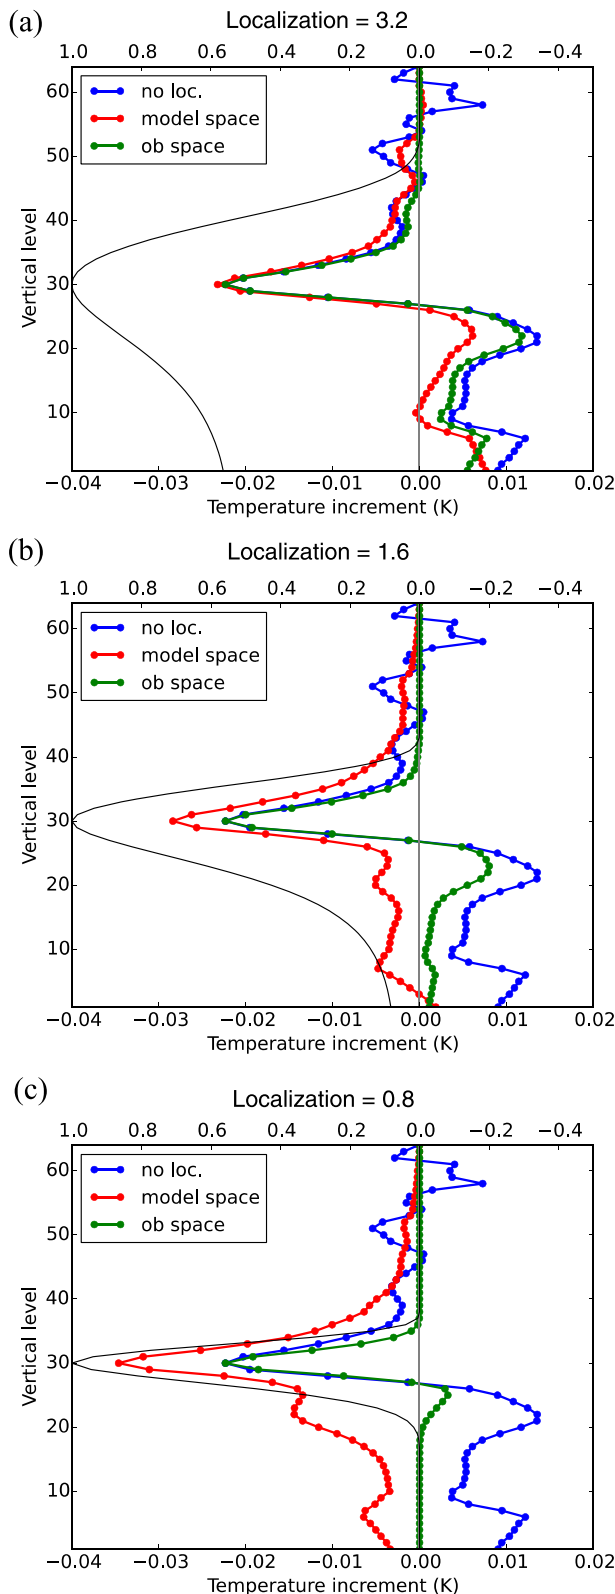 (a)
Localization = 3.2
1.0 0.8 0.6 0.4 0.2 0.0 −0.2 −0.4
60
50
40
30
20
10
Vertical level
no loc.
model space
ob space
−0.04 −0.03 −0.02 −0.01 0.00 0.01 0.02
Temperature increment (K)
(b)
Localization = 1.6
1.0 0.8 0.6 0.4 0.2 0.0 −0.2 −0.4
60
50
40
30
20
10
Vertical level
no loc.
model space
ob space
−0.04 −0.03 −0.02 −0.01 0.00 0.01 0.02
Temperature increment (K)
(c)
Localization = 0.8
1.0 0.8 0.6 0.4 0.2 0.0 −0.2 −0.4
60
50
40
30
20
10
Vertical level
no loc.
model space
ob space
−0.04 −0.03 −0.02 −0.01 0.00 0.01 0.02
Temperature increment (K)